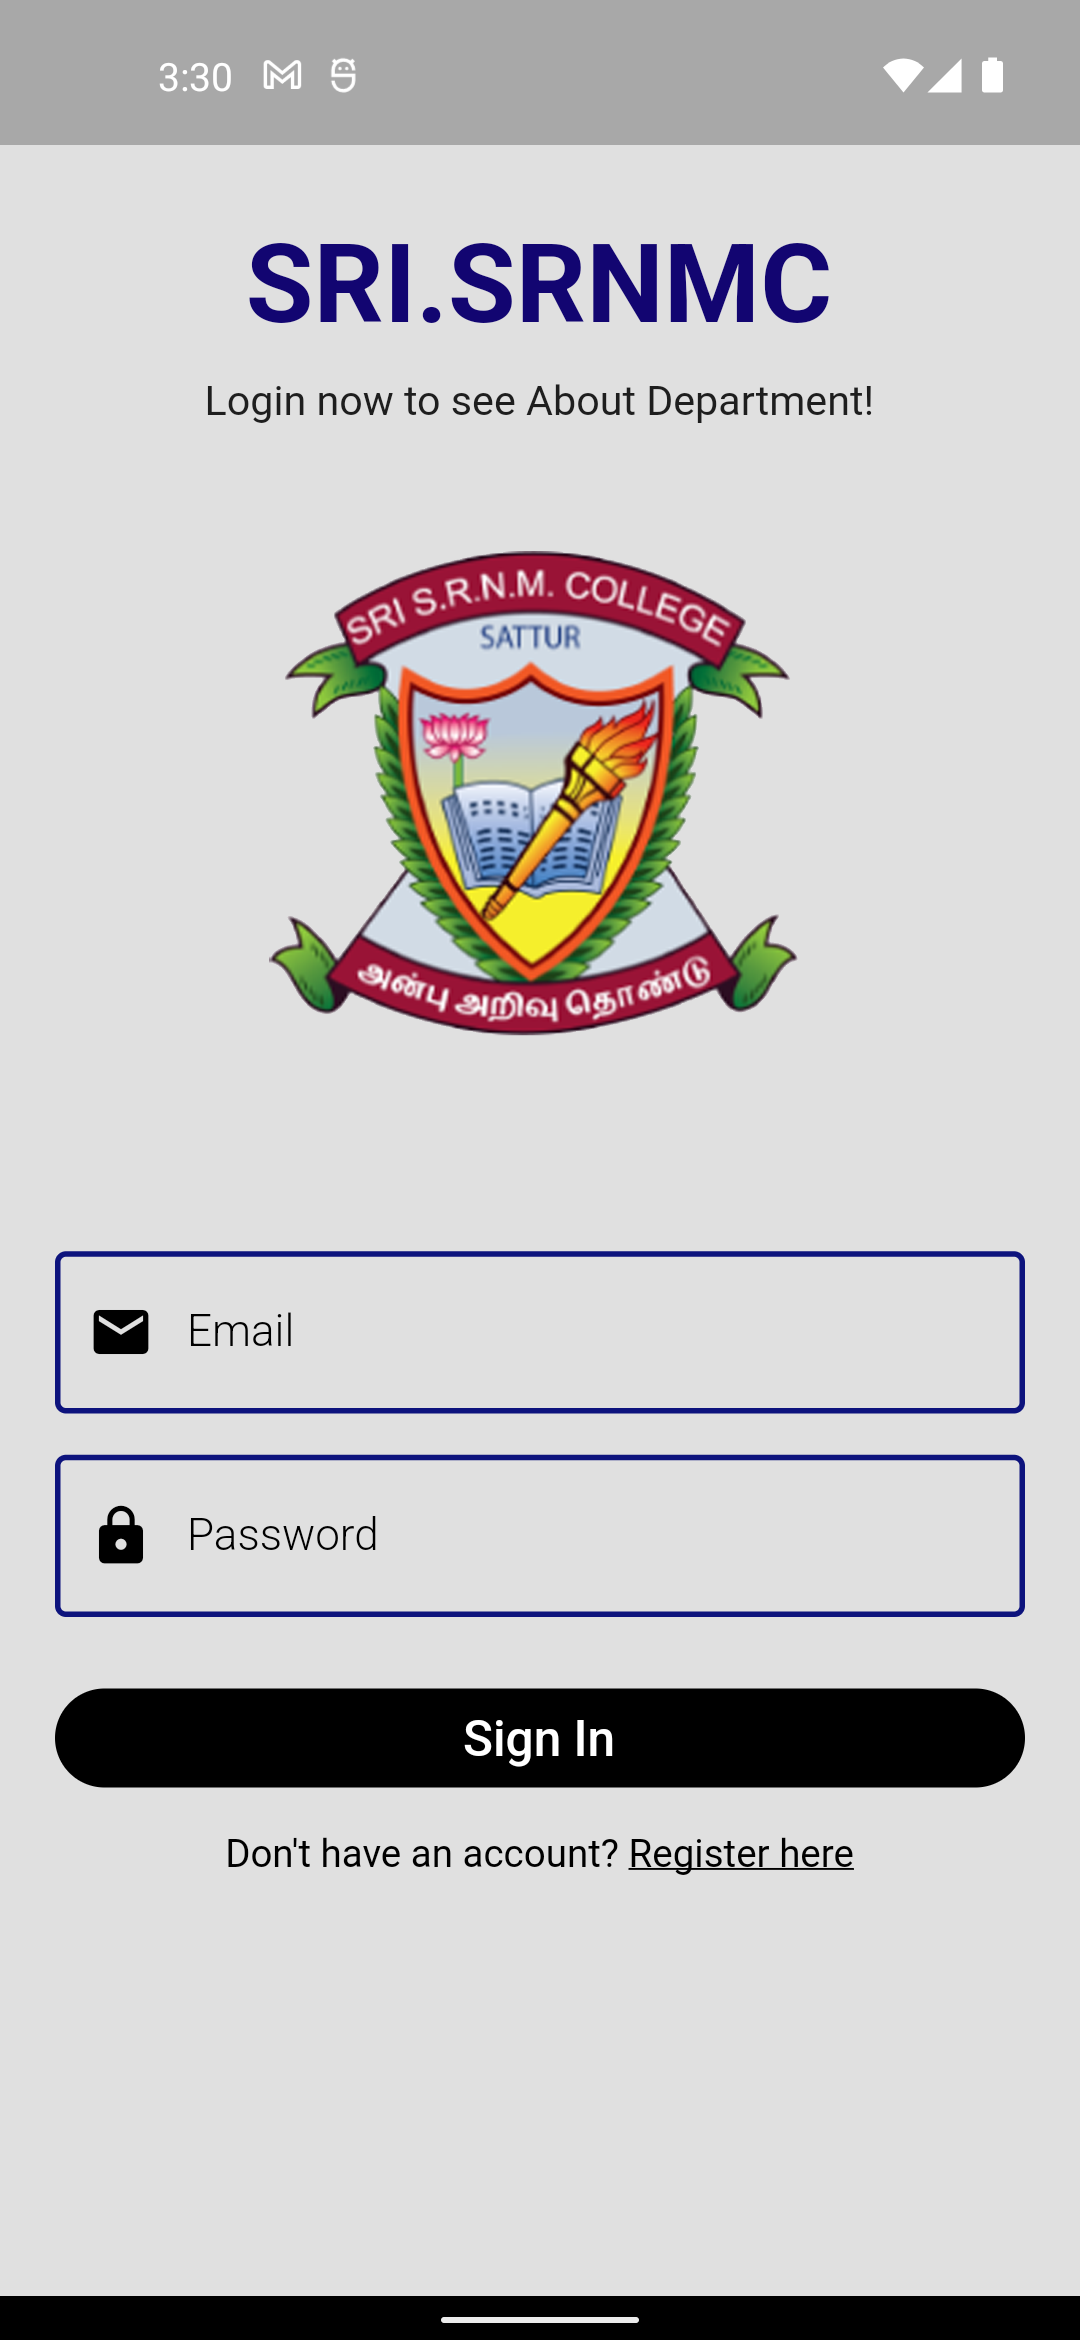 3:30
SRI.SRNMC
Login now to see About Department!
SRI S.R.N.M. COLLEGE
SATTUR
அன்பு அறிவு தொண்டு
Email
Password
Sign In
Don't have an account? Register here